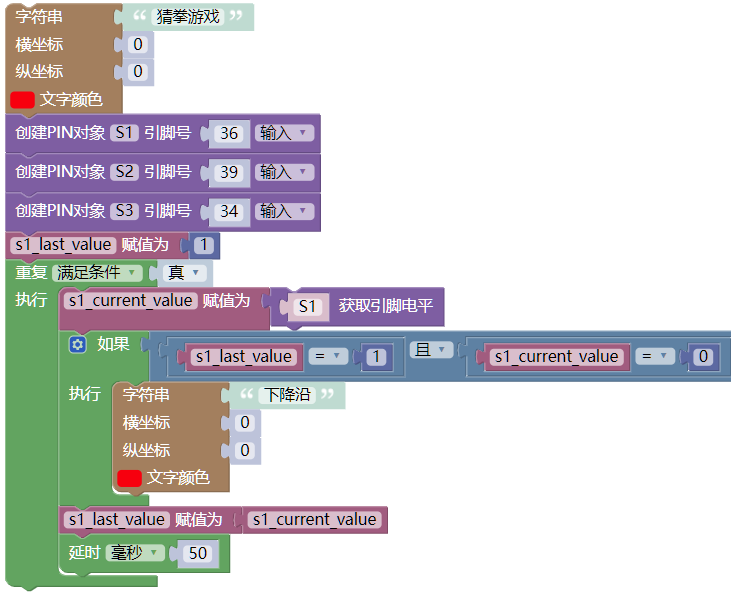 字符串 “ 猜拳游戏 ”
横坐标 0
纵坐标 0
文字颜色
创建PIN对象 S1 引脚号 36 输入
创建PIN对象 S2 引脚号 39 输入
创建PIN对象 S3 引脚号 34 输入
s1_last_value 赋值为 1
重复 满足条件 真
执行 s1_current_value 赋值为 S1 获取引脚电平
如果 s1_last_value = 1 且 s1_current_value = 0
执行 字符串 “ 下降沿 ”
横坐标 0
纵坐标 0
文字颜色
s1_last_value 赋值为 s1_current_value
延时 毫秒 50